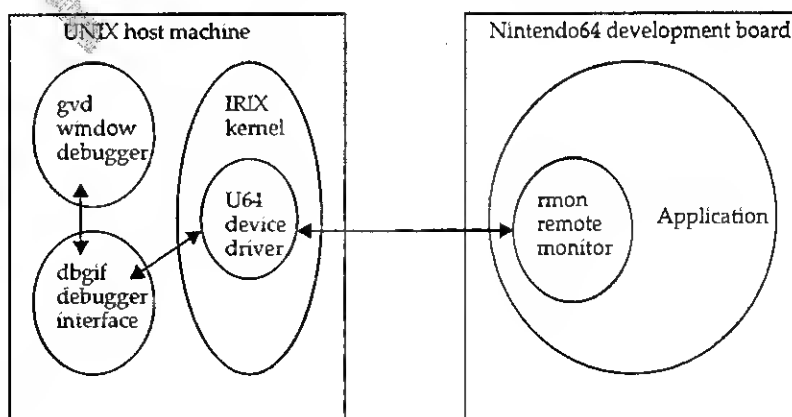 UNIX host machine
Nintendo64 development board
gvd
window
debugger
IRIX
kernel
U64
device
driver
dbgif
debugger
interface
rmon
remote
monitor
Application